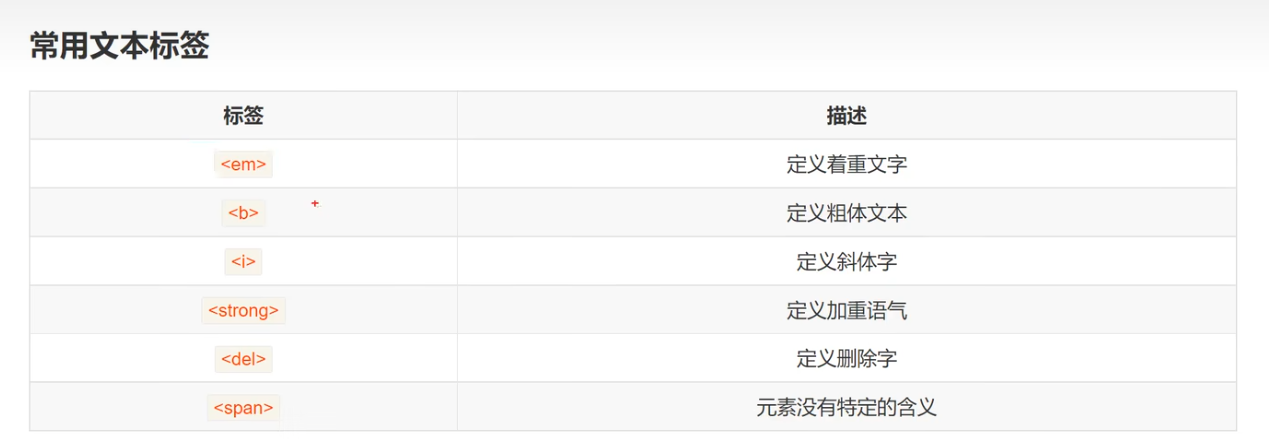 常用文本标签
标签 描述
<em> 定义着重文字
<b> 定义粗体文本
<i> 定义斜体字
<strong> 定义加重语气
<del> 定义删除字
<span> 元素没有特定的含义